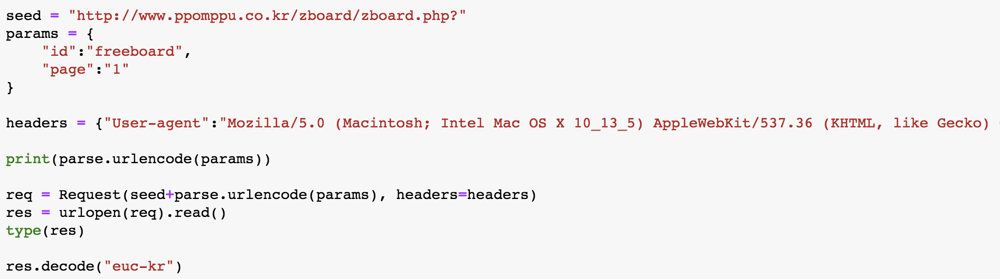 seed = "http://www.ppomppu.co.kr/zboard/zboard.php?"
params = {
    "id":"freeboard",
    "page":"1"
}
headers = {"User-agent":"Mozilla/5.0 (Macintosh; Intel Mac OS X 10_13_5) AppleWebKit/537.36 (KHTML, like Gecko)
print(parse.urlencode(params))
req = Request(seed+parse.urlencode(params), headers=headers)
res = urlopen(req).read()
type(res)
res.decode("euc-kr")